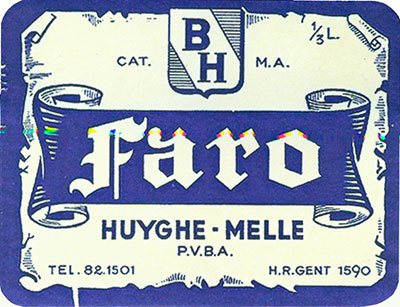 BH
CAT. M.A. 1/3 L.
Faro
HUYGHE - MELLE
P.V.B.A.
TEL. 82.1501 H.R. GENT 1590